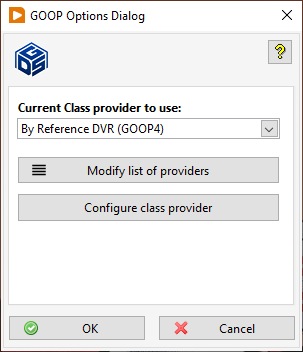 GOOP Options Dialog
GDS
?
Current Class provider to use:
By Reference DVR (GOOP4)
Modify list of providers
Configure class provider
OK
Cancel